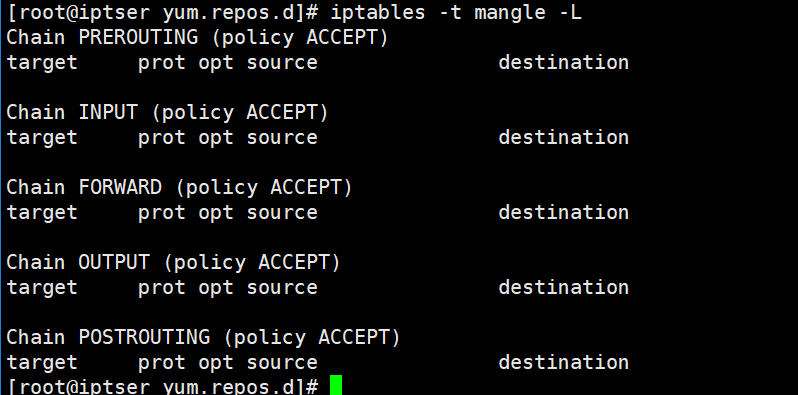 [root@iptser yum.repos.d]# iptables -t mangle -L
Chain PREROUTING (policy ACCEPT)
target     prot opt source               destination

Chain INPUT (policy ACCEPT)
target     prot opt source               destination

Chain FORWARD (policy ACCEPT)
target     prot opt source               destination

Chain OUTPUT (policy ACCEPT)
target     prot opt source               destination

Chain POSTROUTING (policy ACCEPT)
target     prot opt source               destination
[root@iptser yum.repos.d]#